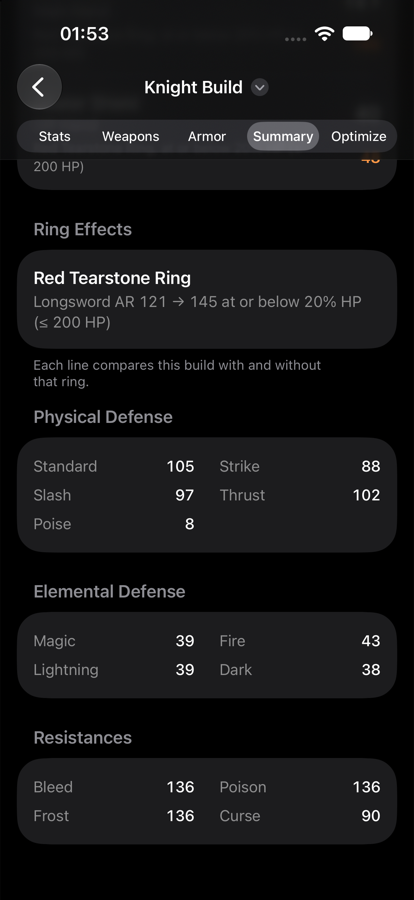 01:53
Knight Build
Stats Weapons Armor Summary Optimize
200 HP)
Ring Effects
Red Tearstone Ring
Longsword AR 121 → 145 at or below 20% HP
(≤ 200 HP)
Each line compares this build with and without
that ring.
Physical Defense
Standard 105 Strike 88
Slash 97 Thrust 102
Poise 8
Elemental Defense
Magic 39 Fire 43
Lightning 39 Dark 38
Resistances
Bleed 136 Poison 136
Frost 136 Curse 90